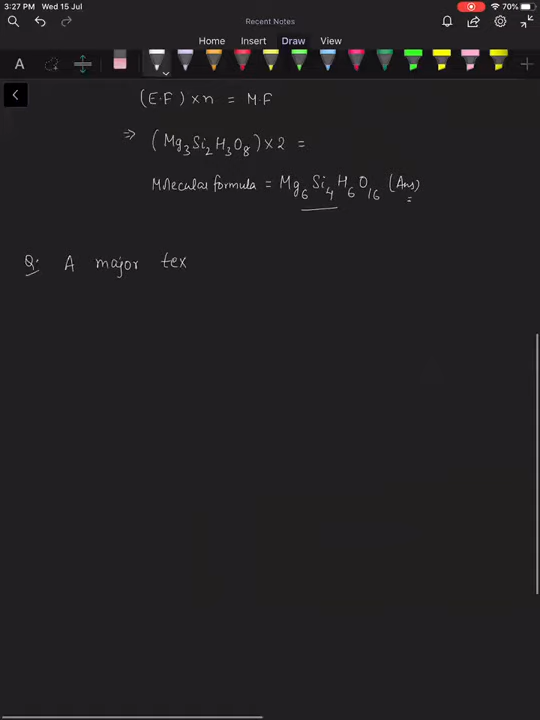 3:27 PM Wed 15 Jul 70%
Recent Notes
Home Insert Draw View
A
(E.F) × n = M.F
⇒ (Mg₃Si₂H₃O₈) × 2 =
Molecular formula = Mg₆Si₄H₆O₁₆ (Ans)
Q: A major tex